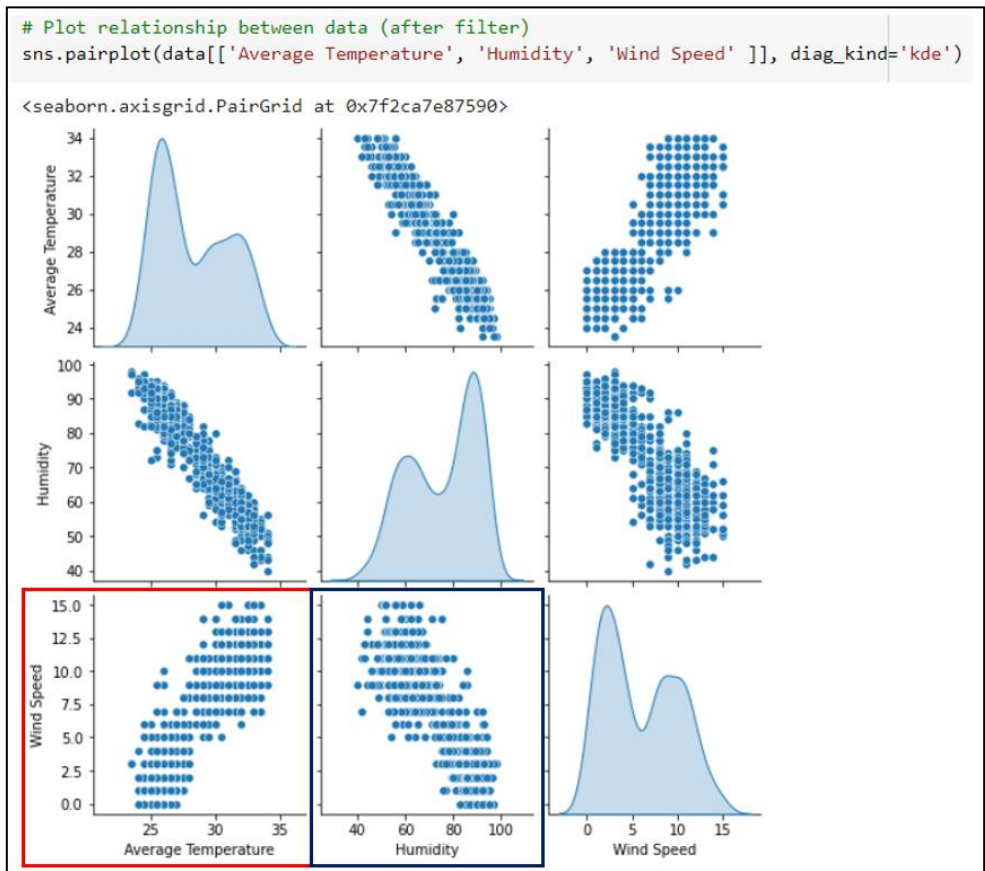 # Plot relationship between data (after filter)
sns.pairplot(data[['Average Temperature', 'Humidity', 'Wind Speed' ]], diag_kind='kde')
<seaborn.axisgrid.PairGrid at 0x7f2ca7e87590>
Average Temperature
34
32
30
28
26
24
Humidity
100
90
80
70
60
50
40
Wind Speed
15.0
12.5
10.0
7.5
5.0
2.5
0.0
25 30 35
Average Temperature
40 60 80 100
Humidity
0 5 10 15
Wind Speed